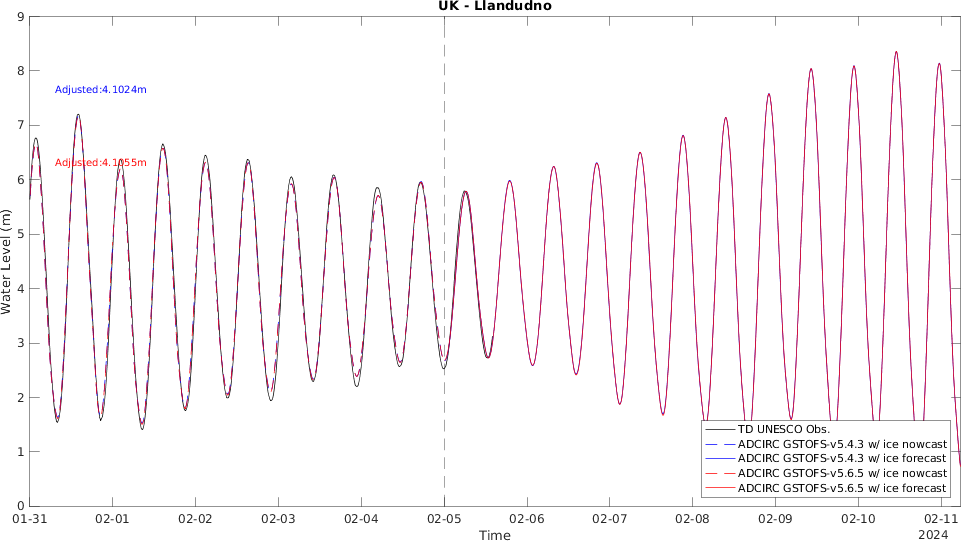 UK - Llandudno
9
8
7
6
5
4
3
2
1
0
Water Level (m)
Adjusted:4.1024m
Adjusted:4.1055m
TD UNESCO Obs.
ADCIRC GSTOFS-v5.4.3 w/ ice nowcast
ADCIRC GSTOFS-v5.4.3 w/ ice forecast
ADCIRC GSTOFS-v5.6.5 w/ ice nowcast
ADCIRC GSTOFS-v5.6.5 w/ ice forecast
01-31 02-01 02-02 02-03 02-04 02-05 02-06 02-07 02-08 02-09 02-10 02-11
Time
2024